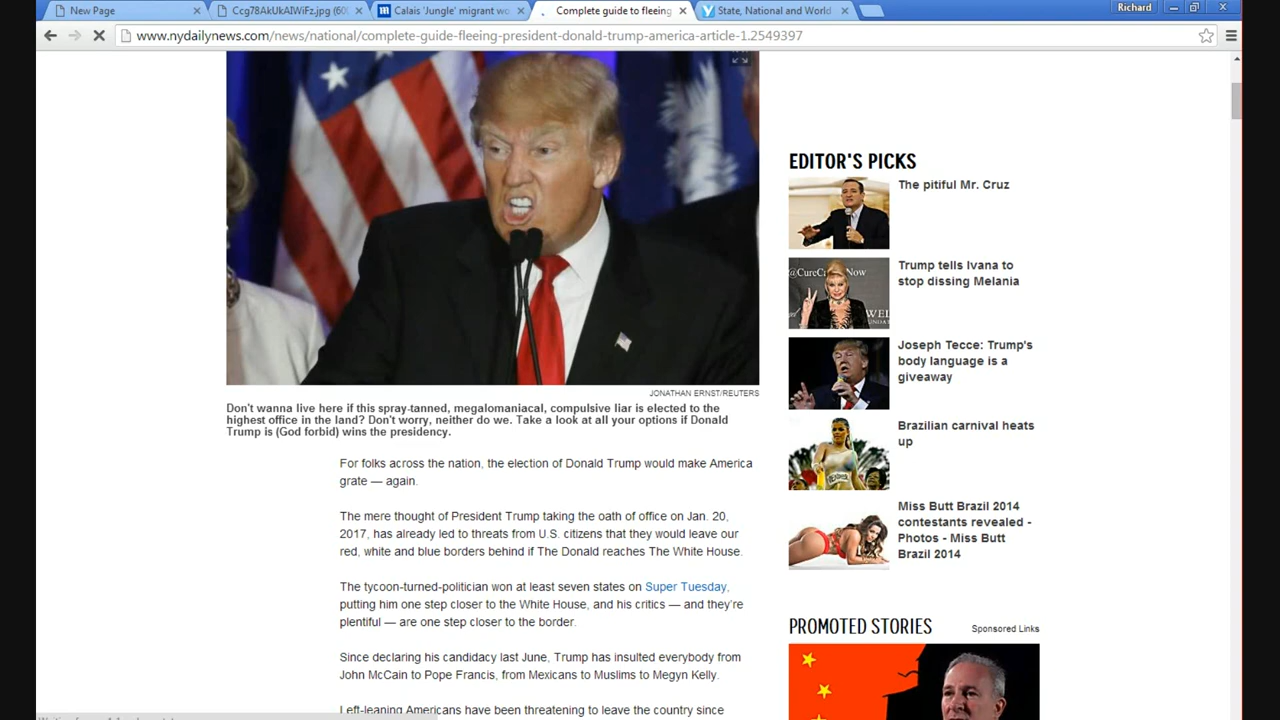 New Page
Ccg78AkUkAIWiFz.jpg (60
Calais 'Jungle' migrant wo
Complete guide to fleeing
State, National and World
Richard
www.nydailynews.com/news/national/complete-guide-fleeing-president-donald-trump-america-article-1.2549397
JONATHAN ERNST/REUTERS
Don't wanna live here if this spray-tanned, megalomaniacal, compulsive liar is elected to the
highest office in the land? Don't worry, neither do we. Take a look at all your options if Donald
Trump is (God forbid) wins the presidency.
For folks across the nation, the election of Donald Trump would make America
grate — again.
The mere thought of President Trump taking the oath of office on Jan. 20,
2017, has already led to threats from U.S. citizens that they would leave our
red, white and blue borders behind if The Donald reaches The White House.
The tycoon-turned-politician won at least seven states on Super Tuesday,
putting him one step closer to the White House, and his critics — and they're
plentiful — are one step closer to the border.
Since declaring his candidacy last June, Trump has insulted everybody from
John McCain to Pope Francis, from Mexicans to Muslims to Megyn Kelly.
Left-leaning Americans have been threatening to leave the country since
EDITOR'S PICKS
The pitiful Mr. Cruz
@CureC Now
Trump tells Ivana to
stop dissing Melania
Joseph Tecce: Trump's
body language is a
giveaway
Brazilian carnival heats
up
Miss Butt Brazil 2014
contestants revealed -
Photos - Miss Butt
Brazil 2014
PROMOTED STORIES
Sponsored Links